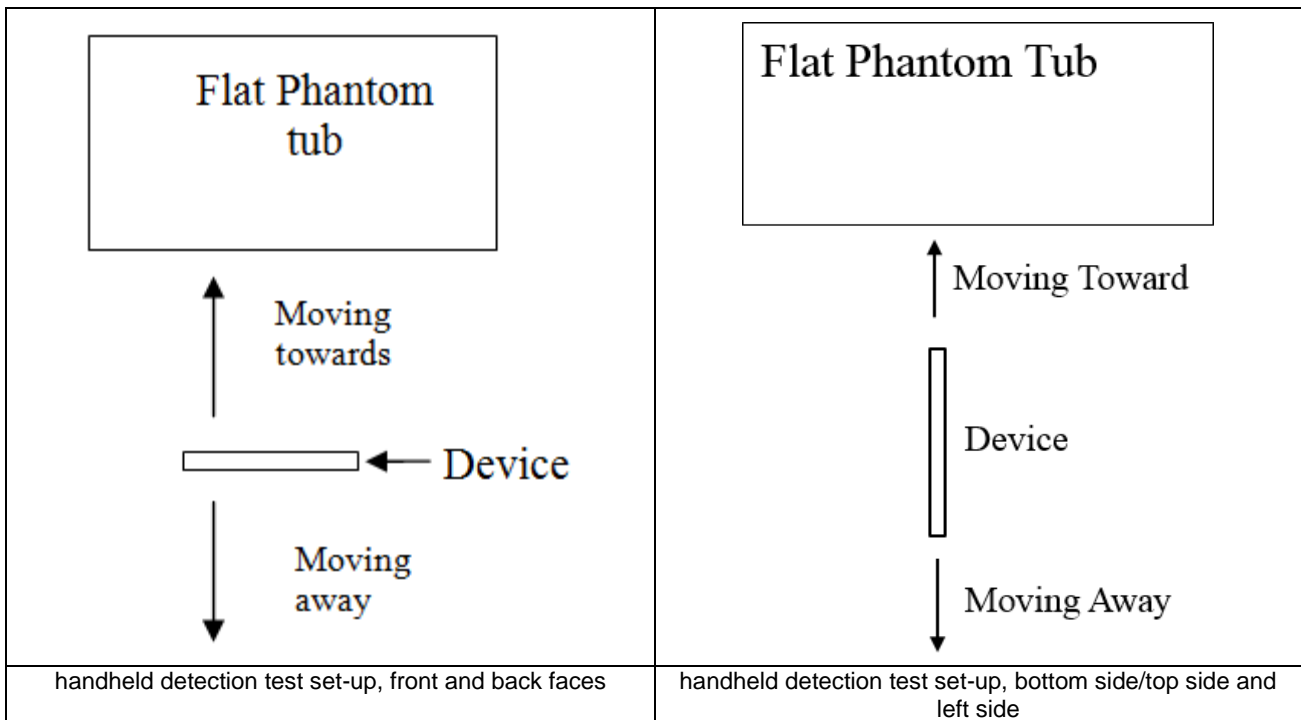 Flat Phantom
tub
Moving
towards
Device
Moving
away
handheld detection test set-up, front and back faces
Flat Phantom Tub
Moving Toward
Device
Moving Away
handheld detection test set-up, bottom side/top side and
left side